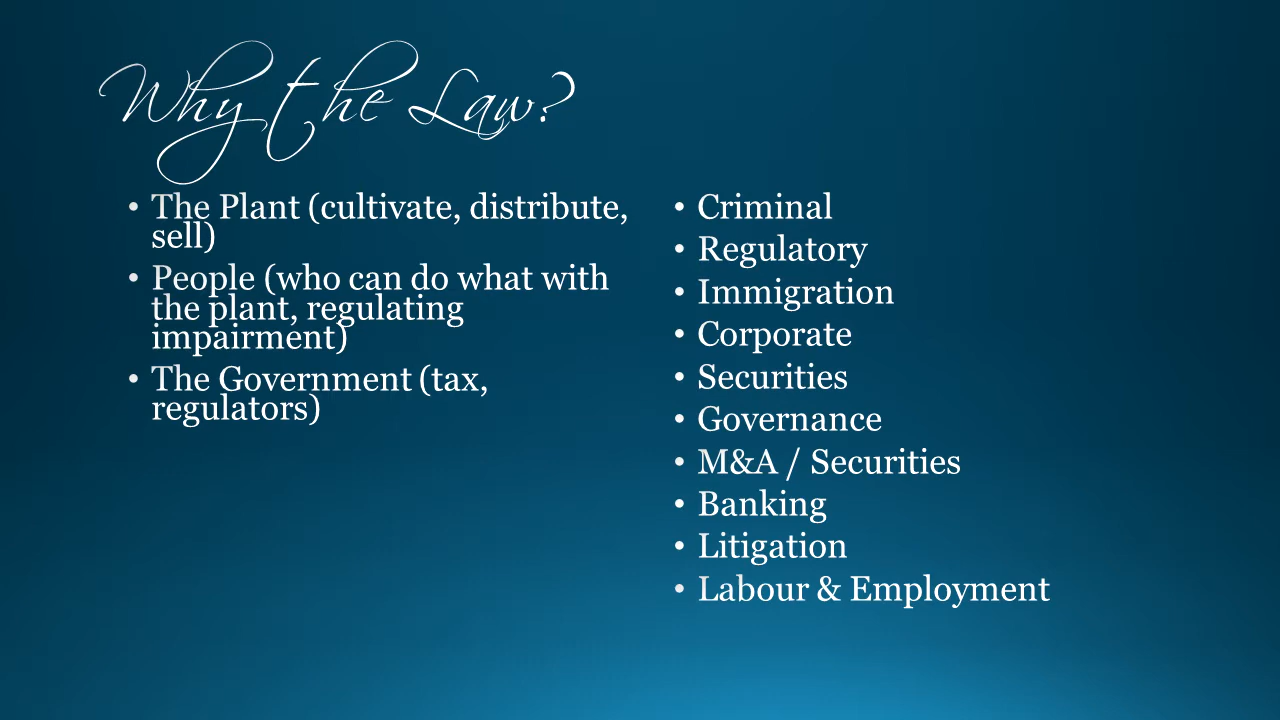 Why the Law?
• The Plant (cultivate, distribute,
sell)
• People (who can do what with
the plant, regulating
impairment)
• The Government (tax,
regulators)
• Criminal
• Regulatory
• Immigration
• Corporate
• Securities
• Governance
• M&A / Securities
• Banking
• Litigation
• Labour & Employment